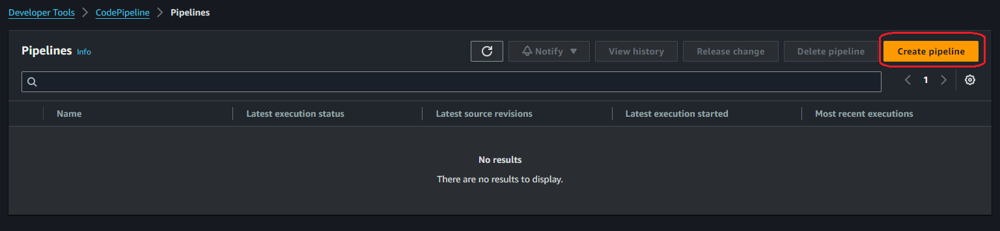 Developer Tools > CodePipeline > Pipelines
Pipelines Info
Notify
View history
Release change
Delete pipeline
Create pipeline
1
Name
Latest execution status
Latest source revisions
Latest execution started
Most recent executions
No results
There are no results to display.